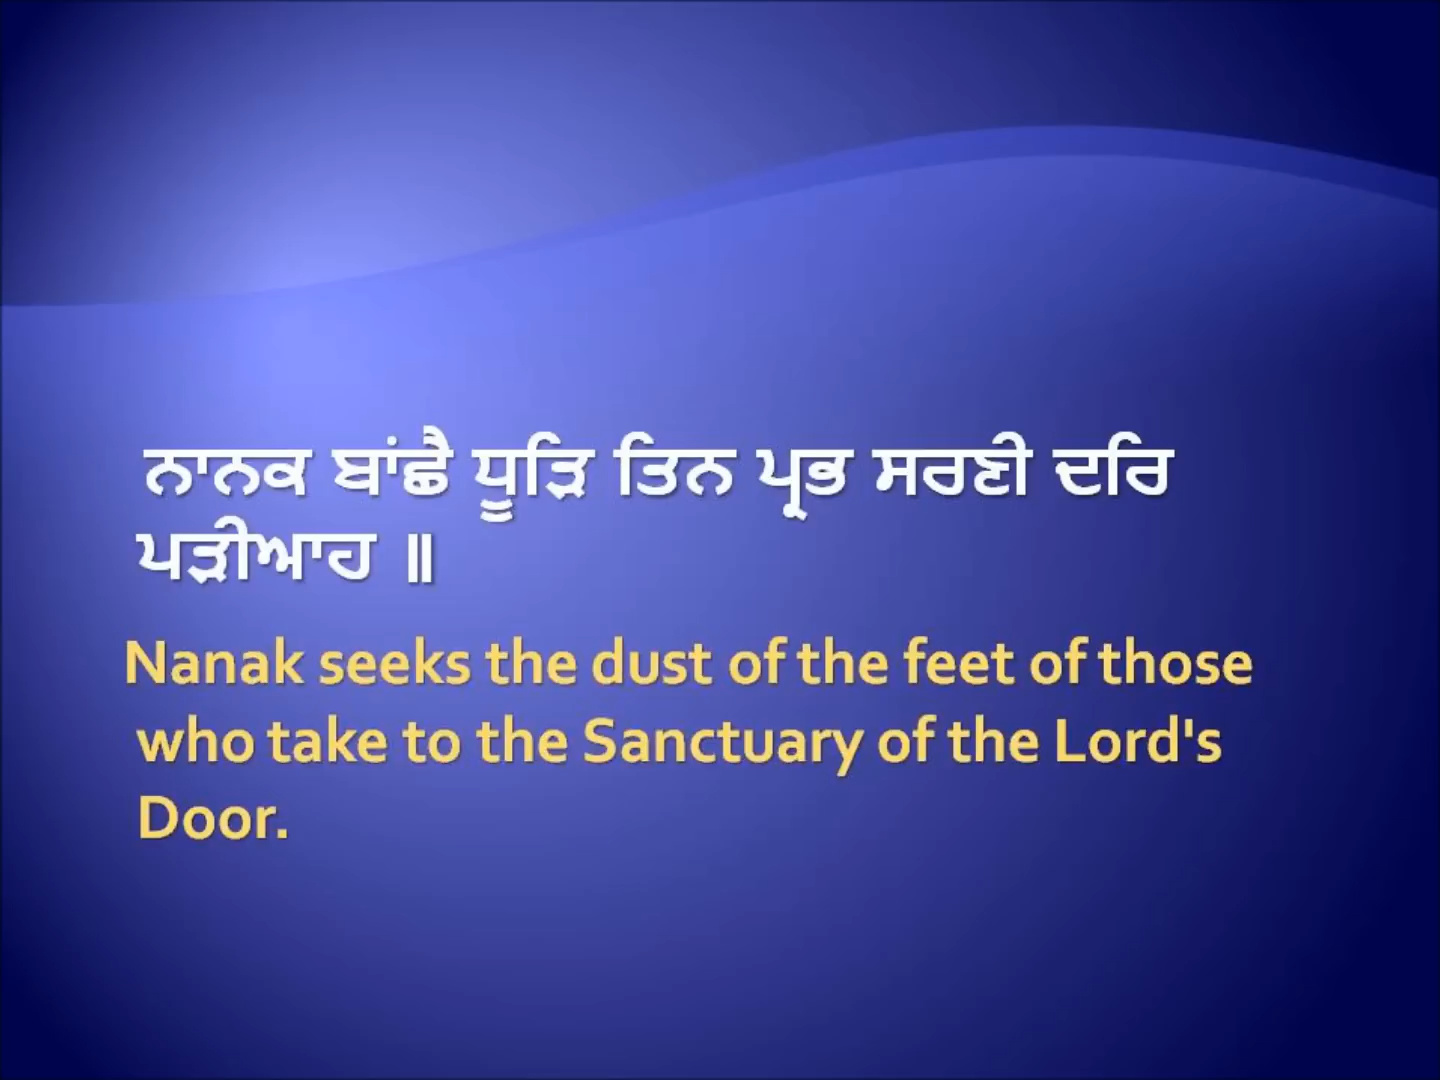 ਨਾਨਕ ਬਾਂਛੈ ਧੂੜਿ ਤਿਨ ਪ੍ਰਭ ਸਰਣੀ ਦਰਿ
ਪੜੀਆਹ ॥
Nanak seeks the dust of the feet of those
who take to the Sanctuary of the Lord's
Door.